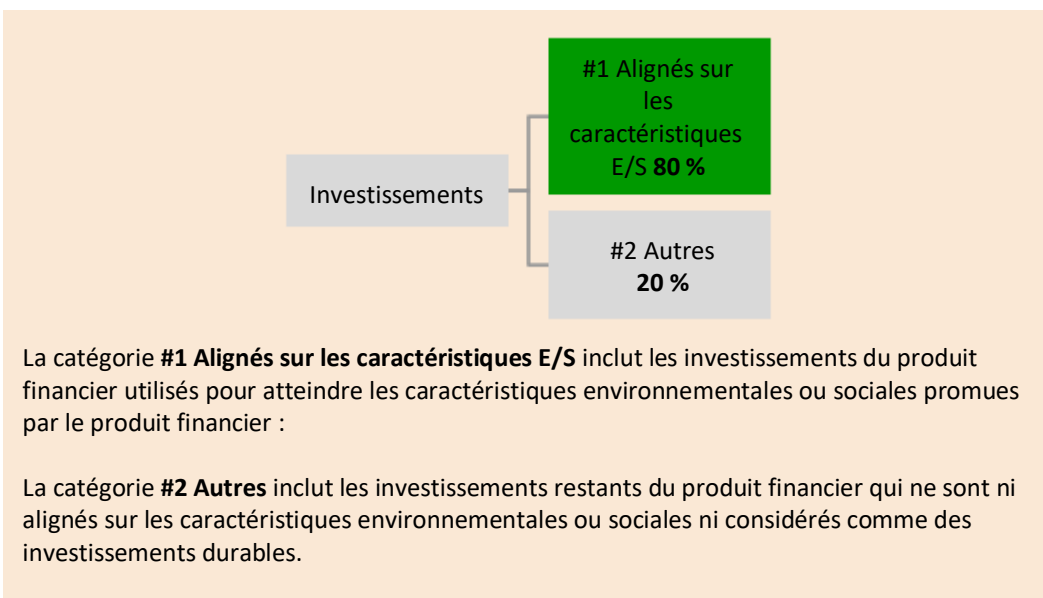 #1 Alignés sur
les
caractéristiques
E/S 80 %
Investissements
#2 Autres
20 %
La catégorie #1 Alignés sur les caractéristiques E/S inclut les investissements du produit
financier utilisés pour atteindre les caractéristiques environnementales ou sociales promues
par le produit financier :
La catégorie #2 Autres inclut les investissements restants du produit financier qui ne sont ni
alignés sur les caractéristiques environnementales ou sociales ni considérés comme des
investissements durables.